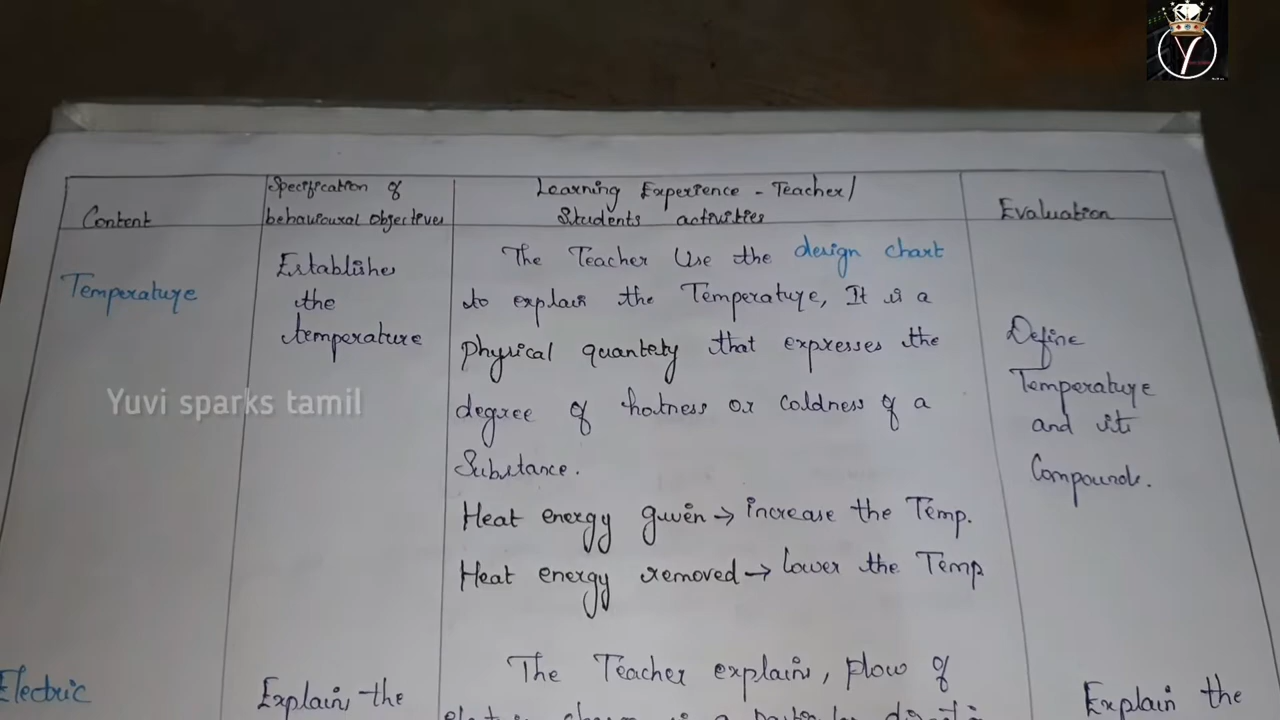 Y
Specification of
behavioural objectives
Learning Experience - Teacher/
Students activities
Content
Evaluation
Temperature
Establishes
the
temperature
The Teacher Use the design chart
to explain the Temperature, It is a
Physical quantety that expresses the
degree of hotness or coldness of a
Substance.
Heat energy given → increase the Temp.
Heat energy removed → lower the Temp
Define
Temperature
and its
Compounds.
Yuvi sparks tamil
Electric
Explains the
The Teacher explains, flow of
Explain the